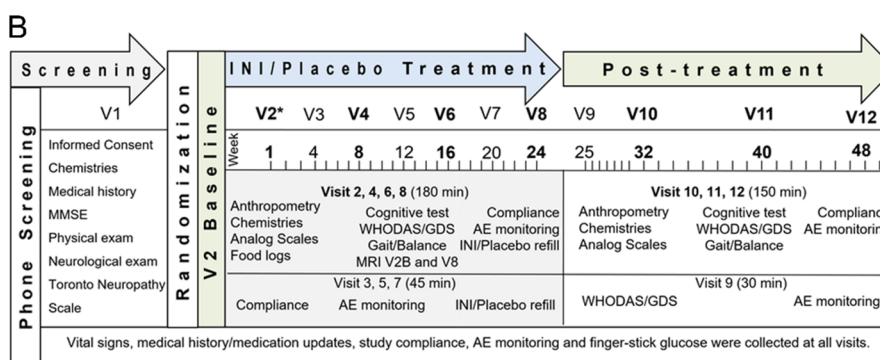 B
Screening
INI/Placebo Treatment
Post-treatment
Phone Screening
Randomization
V2 Baseline
V1
V2* V3 V4 V5 V6 V7 V8 V9 V10 V11 V12
Week
1 4 8 12 16 20 24 25 32 40 48
Informed Consent
Chemistries
Medical history
MMSE
Physical exam
Neurological exam
Toronto Neuropathy
Scale
Visit 2, 4, 6, 8 (180 min)
Anthropometry
Chemistries
Analog Scales
Food logs
Cognitive test
WHODAS/GDS
Gait/Balance
MRI V2B and V8
Compliance
AE monitoring
INI/Placebo refill
Visit 3, 5, 7 (45 min)
Compliance AE monitoring INI/Placebo refill
Visit 10, 11, 12 (150 min)
Anthropometry
Chemistries
Analog Scales
Cognitive test
WHODAS/GDS
Gait/Balance
Complianc
AE monitorin
Visit 9 (30 min)
WHODAS/GDS AE monitoring
Vital signs, medical history/medication updates, study compliance, AE monitoring and finger-stick glucose were collected at all visits.